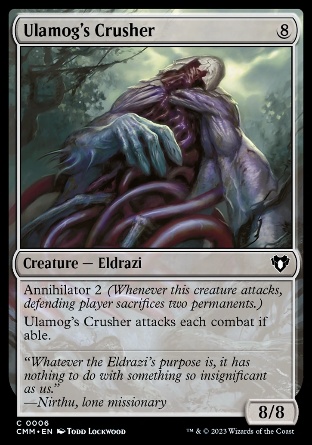 Ulamog's Crusher 8
Creature — Eldrazi
Annihilator 2 (Whenever this creature attacks,
defending player sacrifices two permanents.)
Ulamog's Crusher attacks each combat if
able.
"Whatever the Eldrazi's purpose is, it has
nothing to do with something so insignificant
as us."
—Nirthu, lone missionary
8/8
C 0006
CMM • EN Todd Lockwood
™ & © 2023 Wizards of the Coast